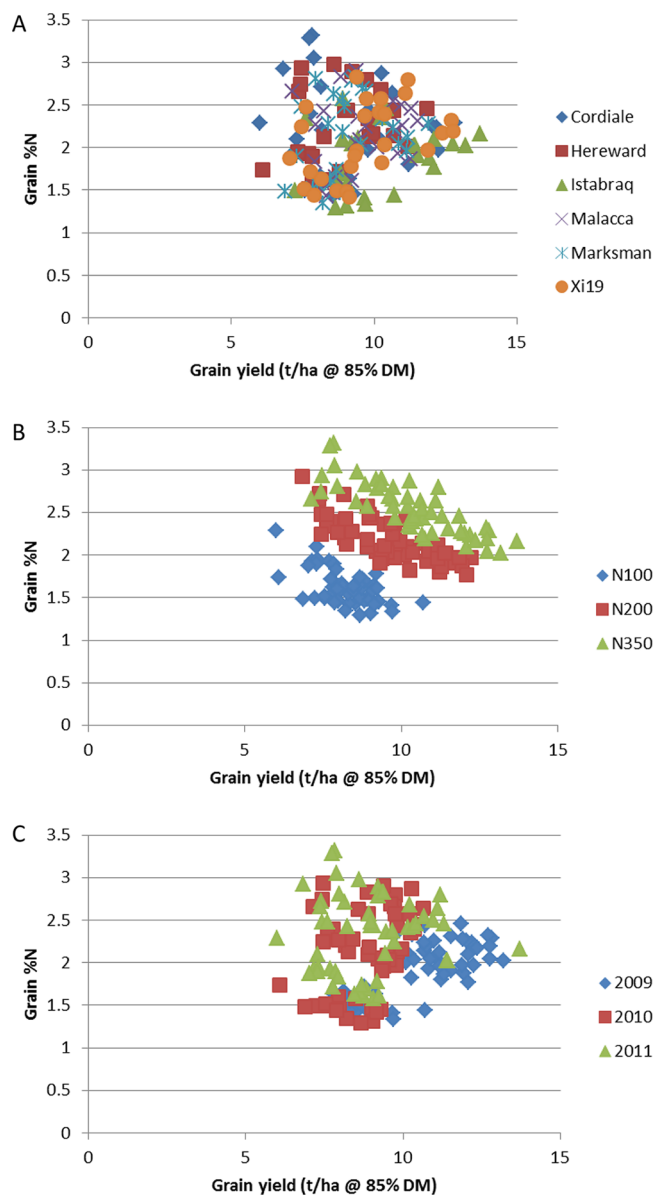 A
3.5
3
2.5
2
1.5
1
0.5
0
0 5 10 15
Grain %N
Grain yield (t/ha @ 85% DM)
Cordiale
Hereward
Istabraq
Malacca
Marksman
Xi19
B
3.5
3
2.5
2
1.5
1
0.5
0
0 5 10 15
Grain %N
Grain yield (t/ha @ 85% DM)
N100
N200
N350
C
3.5
3
2.5
2
1.5
1
0.5
0
0 5 10 15
Grain %N
Grain yield (t/ha @ 85% DM)
2009
2010
2011